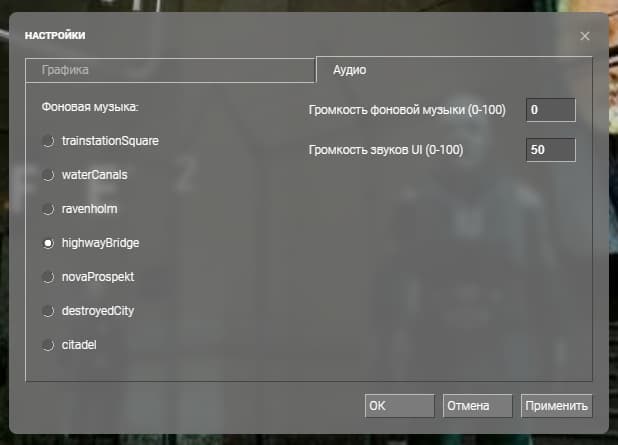 НАСТРОЙКИ
Графика
Аудио
Фоновая музыка:
trainstationSquare
waterCanals
ravenholm
highwayBridge
novaProspekt
destroyedCity
citadel
Громкость фоновой музыки (0-100) 0
Громкость звуков UI (0-100) 50
OK
Отмена
Применить